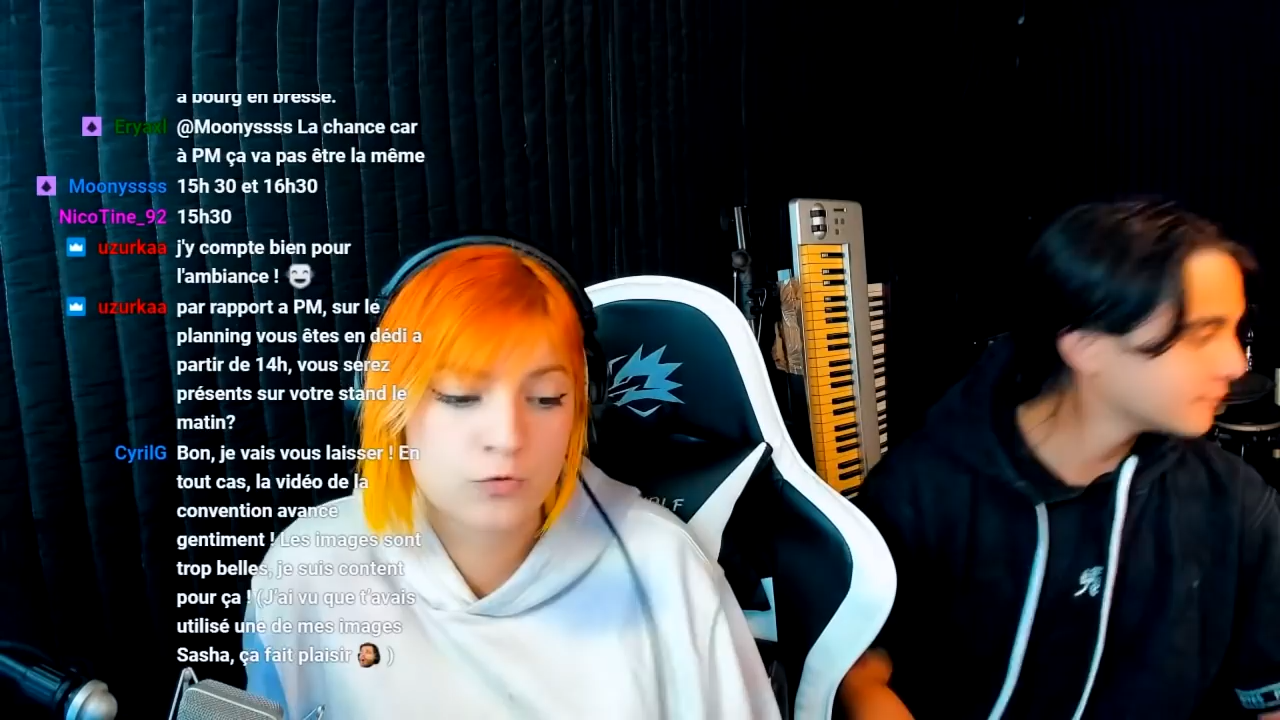 à bourg en bresse.
Eryaxl @Moonyssss La chance car
à PM ça va pas être la même
Moonyssss 15h 30 et 16h30
NicoTine_92 15h30
uzurkaa j'y compte bien pour
l'ambiance !
uzurkaa par rapport a PM, sur le
planning vous êtes en dédi a
partir de 14h, vous serez
présents sur votre stand le
matin?
CyrilG Bon, je vais vous laisser ! En
tout cas, la vidéo de la
convention avance
gentiment ! Les images sont
trop belles, je suis content
pour ça ! (J'ai vu que t'avais
utilisé une de mes images
Sasha, ça fait plaisir )